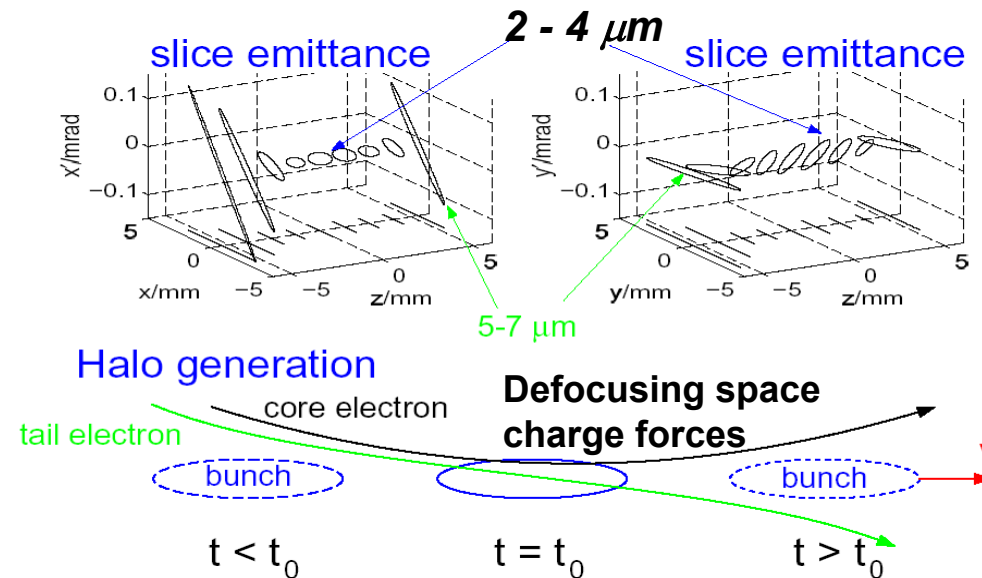 2 - 4 μm
slice emittance
slice emittance
0.1
0
−0.1
x'/mrad
5
0
−5
x/mm
−5
0
5
z/mm
0.1
0
−0.1
y'/mrad
5
0
−5
y/mm
−5
0
5
z/mm
5-7 μm
Halo generation
core electron
tail electron
Defocusing space
charge forces
bunch
bunch
t < t₀
t = t₀
t > t₀